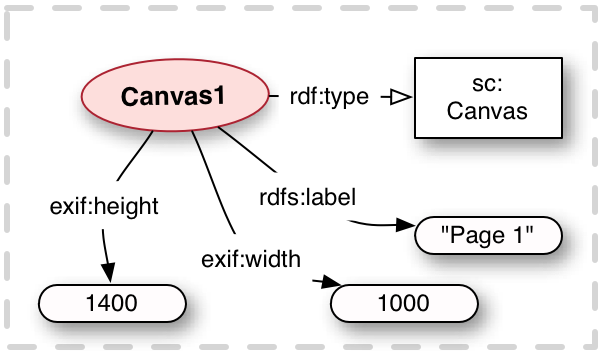 Canvas1
rdf:type
sc:
Canvas
rdfs:label
exif:height
"Page 1"
exif:width
1400
1000